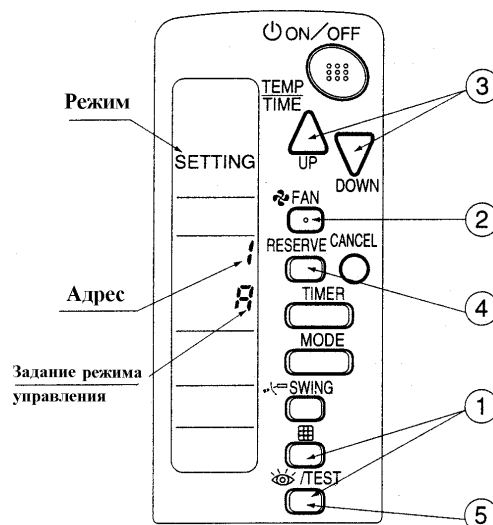 ON/OFF
TEMP
TIME
Режим
3
SETTING
UP
DOWN
FAN
2
RESERVE CANCEL
1
Адрес
A
4
TIMER
MODE
Задание режима
управления
SWING
1
/TEST
5